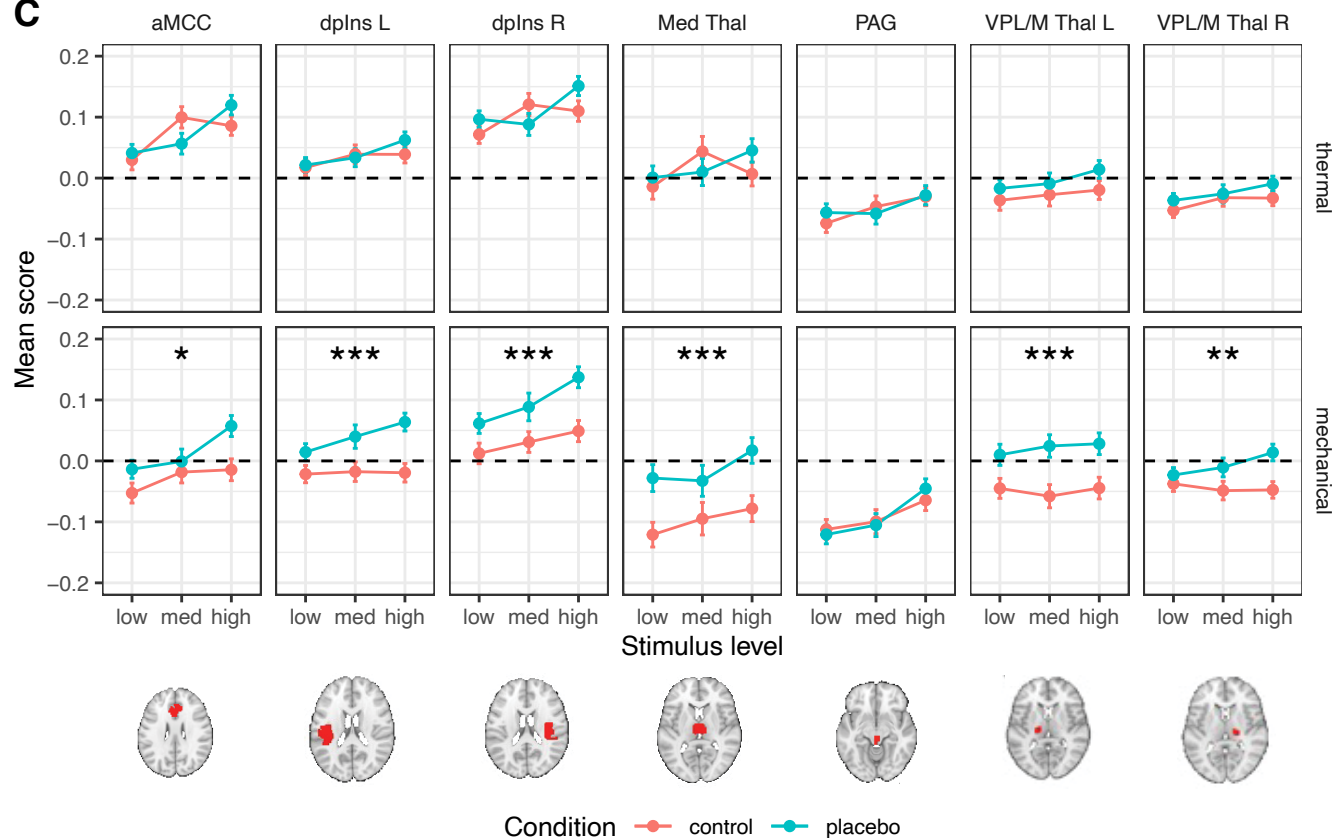 C
aMCC dpIns L dpIns R Med Thal PAG VPL/M Thal L VPL/M Thal R
0.2
0.1
0.0
−0.1
−0.2
thermal
Mean score
0.2
0.1
0.0
−0.1
−0.2
* *** *** *** *** **
mechanical
low med high low med high low med high low med high low med high low med high low med high
Stimulus level
Condition control placebo